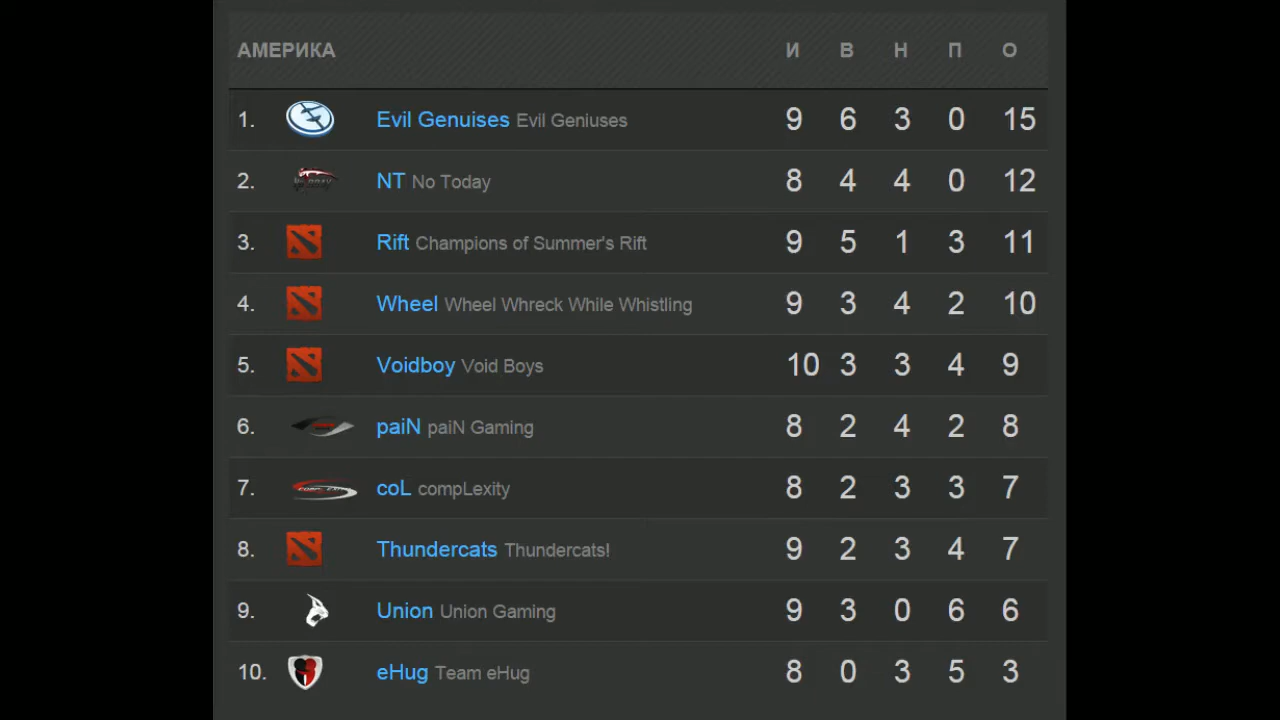 АМЕРИКА И В Н П О
1. Evil Genuises Evil Geniuses 9 6 3 0 15
2. NT No Today 8 4 4 0 12
3. Rift Champions of Summer's Rift 9 5 1 3 11
4. Wheel Wheel Whreck While Whistling 9 3 4 2 10
5. Voidboy Void Boys 10 3 3 4 9
6. paiN paiN Gaming 8 2 4 2 8
7. coL compLexity 8 2 3 3 7
8. Thundercats Thundercats! 9 2 3 4 7
9. Union Union Gaming 9 3 0 6 6
10. eHug Team eHug 8 0 3 5 3